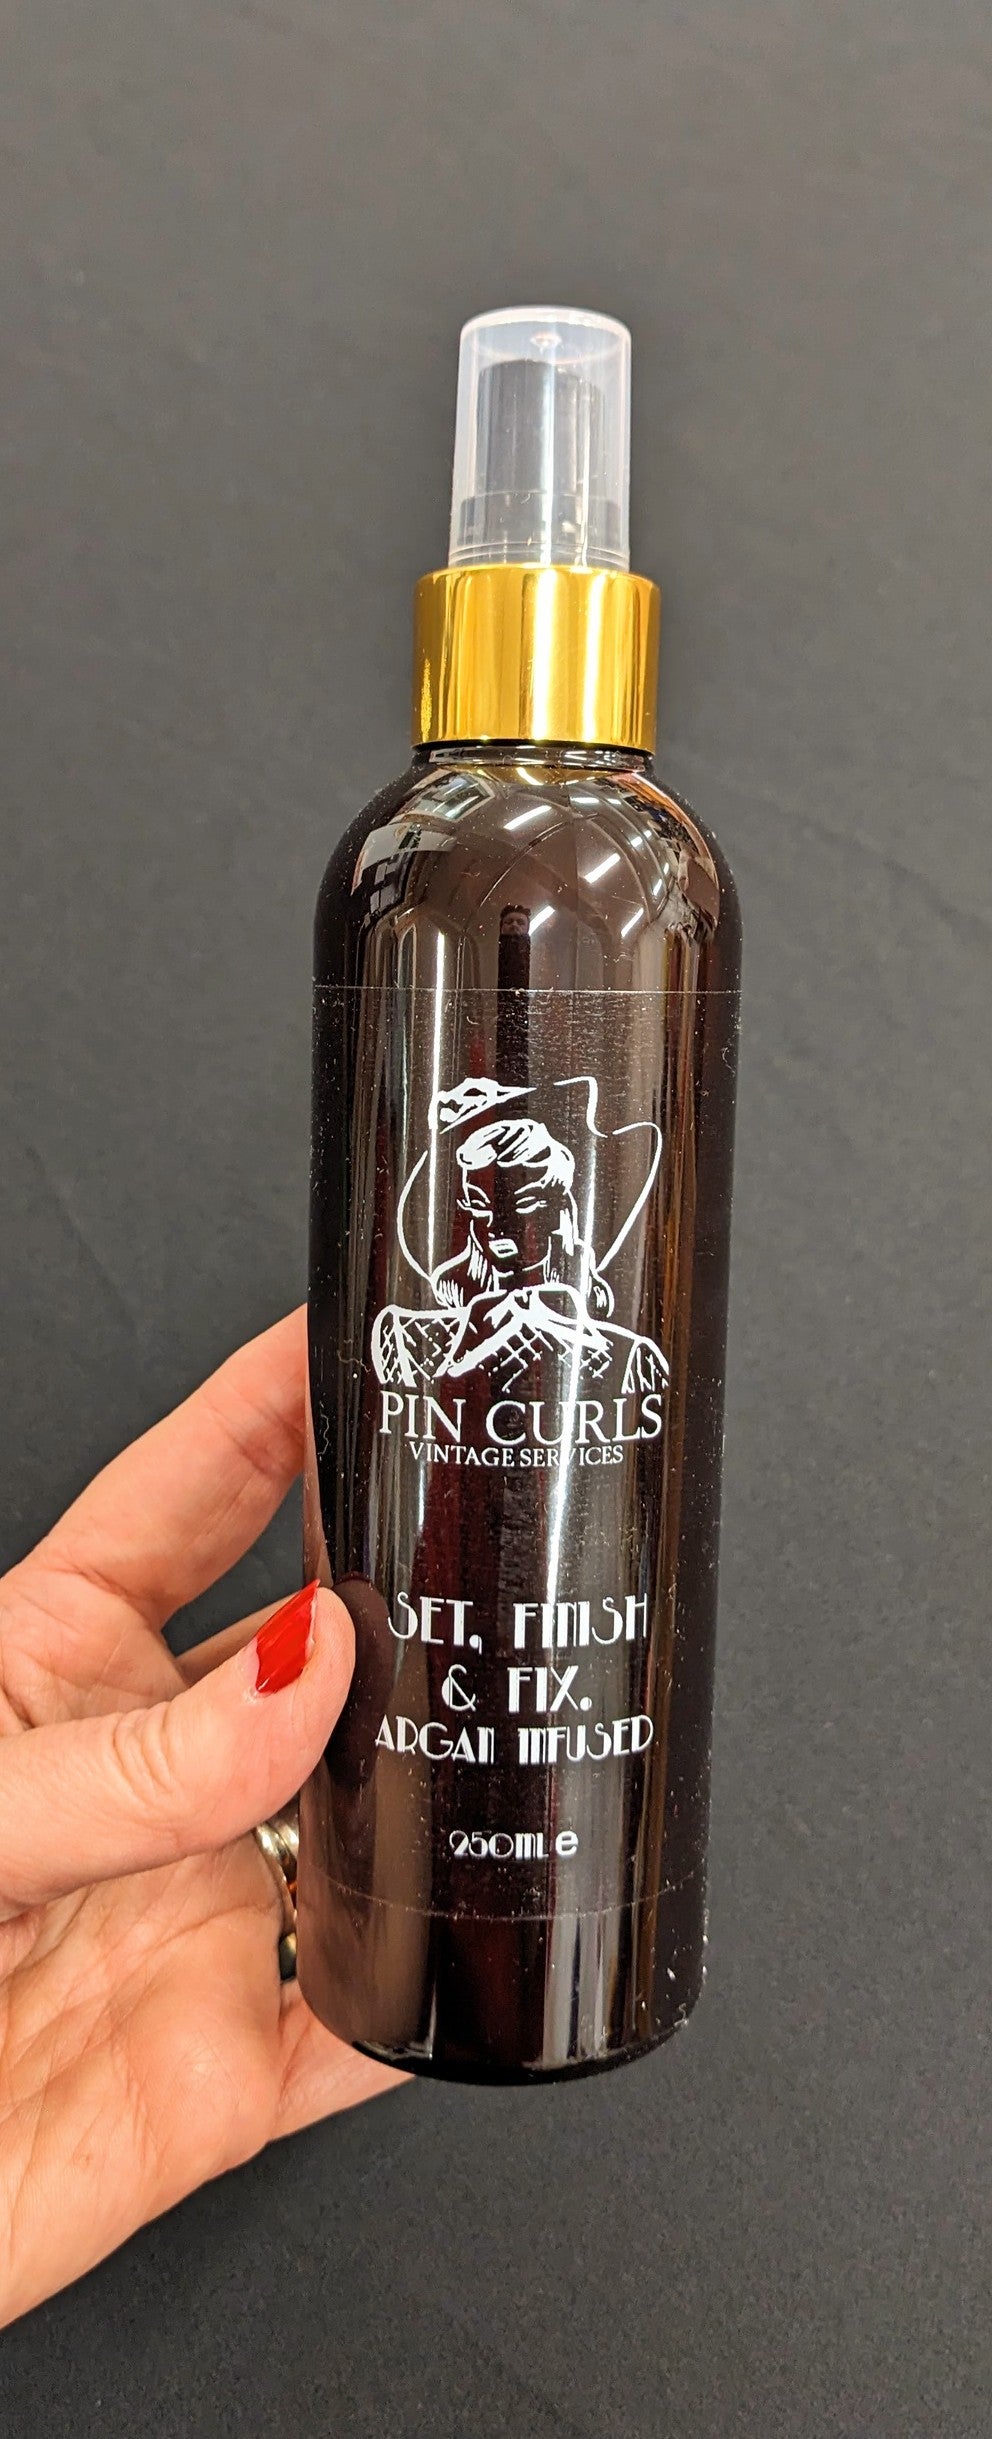 PIN CURLS
VINTAGE SERVICES
SET, FINISH
& FIX.
ARGAN INFUSED
250ML e